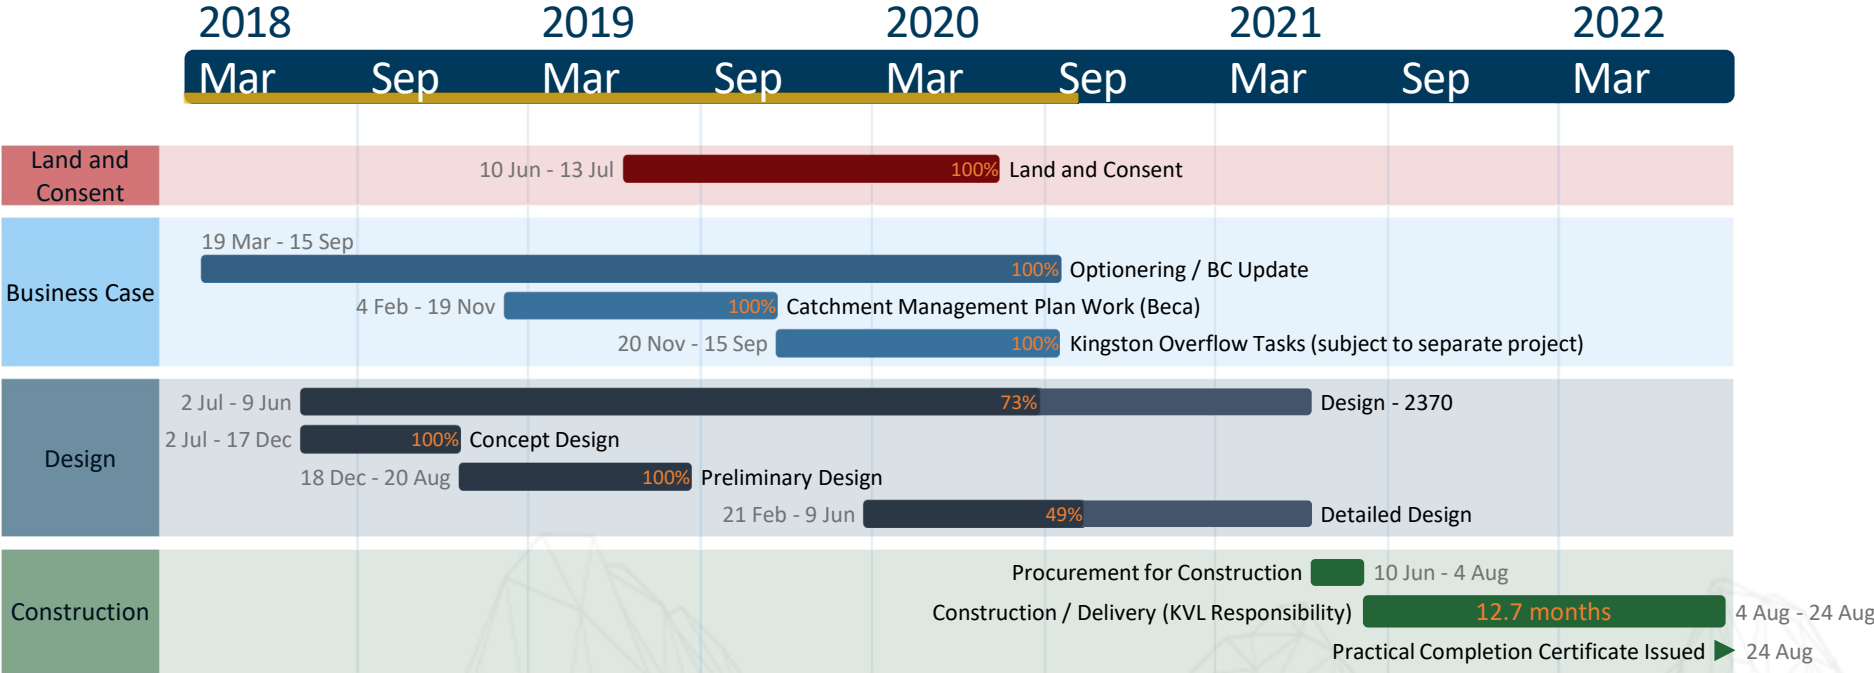 2018 2019 2020 2021 2022
Mar Sep Mar Sep Mar Sep Mar Sep Mar
Land and
Consent
10 Jun - 13 Jul 100% Land and Consent
Business Case
19 Mar - 15 Sep
100% Optionering / BC Update
4 Feb - 19 Nov 100% Catchment Management Plan Work (Beca)
20 Nov - 15 Sep 100% Kingston Overflow Tasks (subject to separate project)
Design
2 Jul - 9 Jun 73% Design - 2370
2 Jul - 17 Dec 100% Concept Design
18 Dec - 20 Aug 100% Preliminary Design
21 Feb - 9 Jun 49% Detailed Design
Construction
Procurement for Construction 10 Jun - 4 Aug
Construction / Delivery (KVL Responsibility) 12.7 months 4 Aug - 24 Aug
Practical Completion Certificate Issued 24 Aug